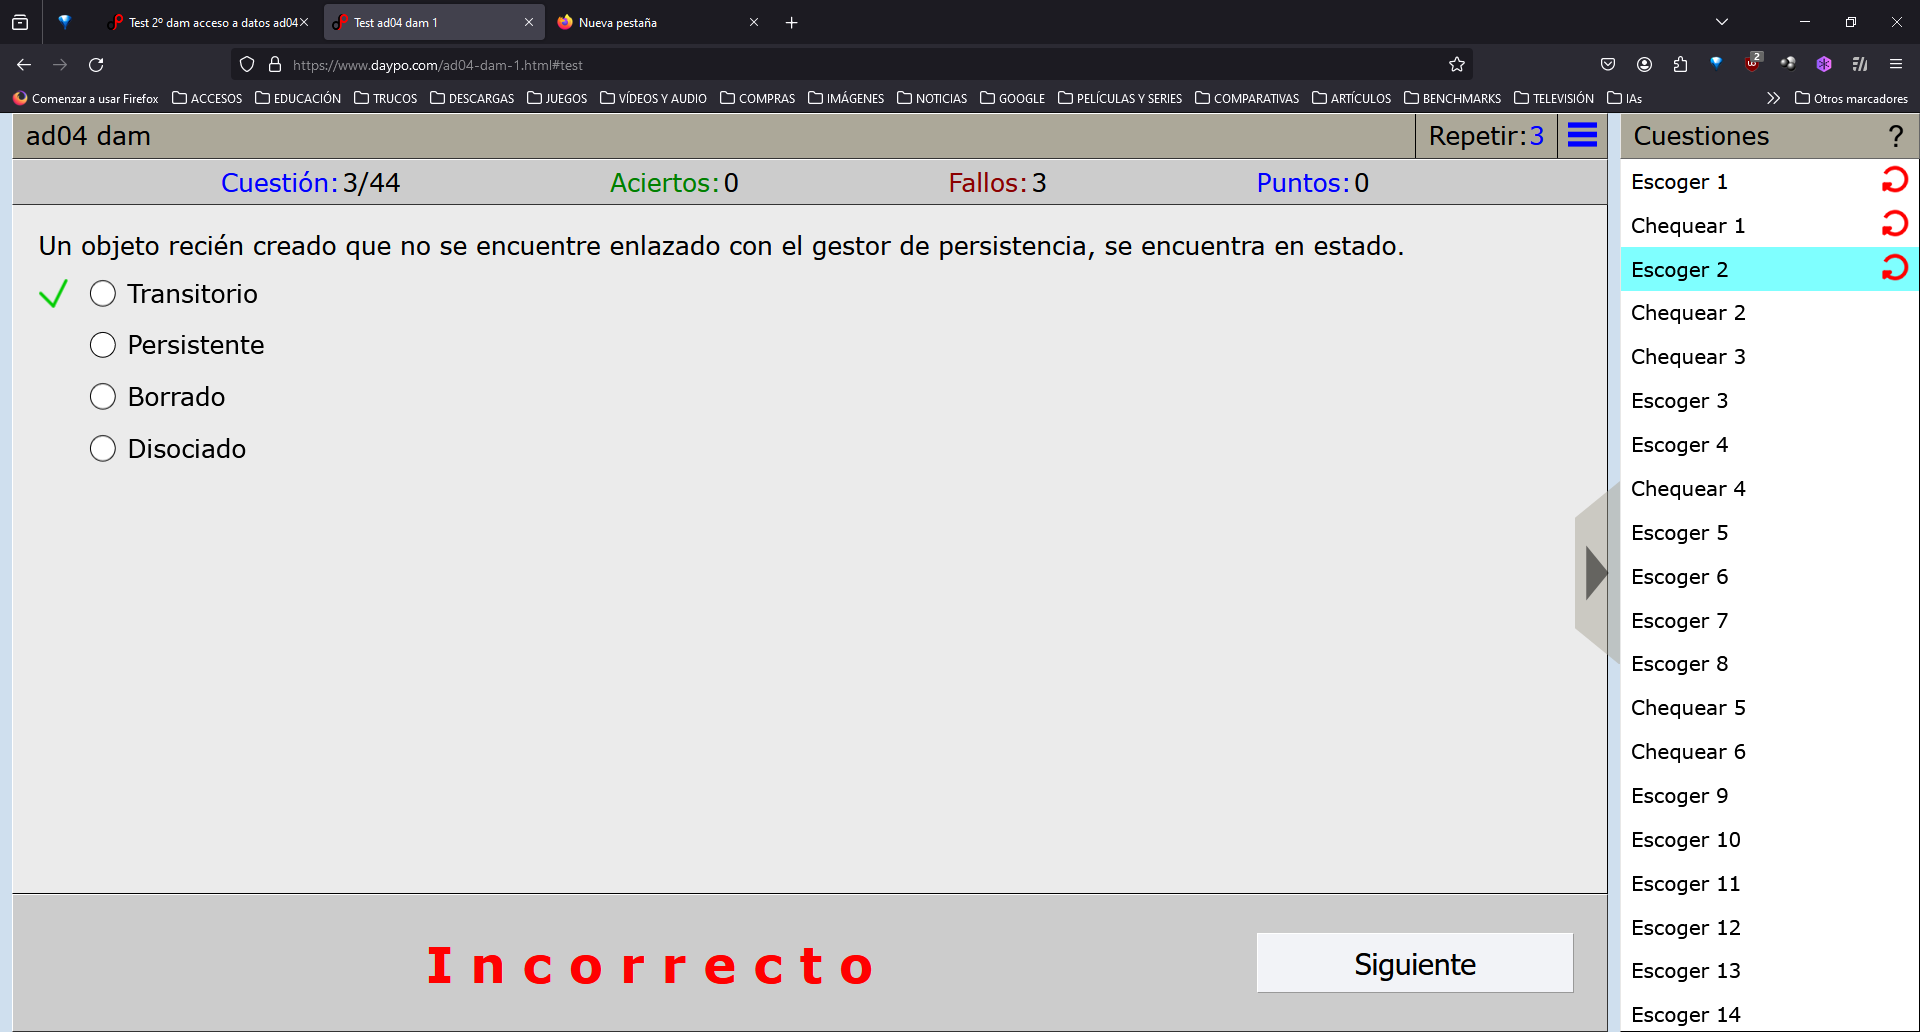 Test 2º dam acceso a datos ad04
Test ad04 dam 1
Nueva pestaña
https://www.daypo.com/ad04-dam-1.html#test
2
Comenzar a usar Firefox
ACCESOS
EDUCACIÓN
TRUCOS
DESCARGAS
JUEGOS
VÍDEOS Y AUDIO
COMPRAS
IMÁGENES
NOTICIAS
GOOGLE
PELÍCULAS Y SERIES
COMPARATIVAS
ARTÍCULOS
BENCHMARKS
TELEVISIÓN
IAs
Otros marcadores
ad04 dam
Repetir:3
Cuestión:3/44
Aciertos:0
Fallos:3
Puntos:0
Un objeto recién creado que no se encuentre enlazado con el gestor de persistencia, se encuentra en estado.
Transitorio
Persistente
Borrado
Disociado
Incorrecto
Siguiente
Cuestiones ?
Escoger 1
Chequear 1
Escoger 2
Chequear 2
Chequear 3
Escoger 3
Escoger 4
Chequear 4
Escoger 5
Escoger 6
Escoger 7
Escoger 8
Chequear 5
Chequear 6
Escoger 9
Escoger 10
Escoger 11
Escoger 12
Escoger 13
Escoger 14